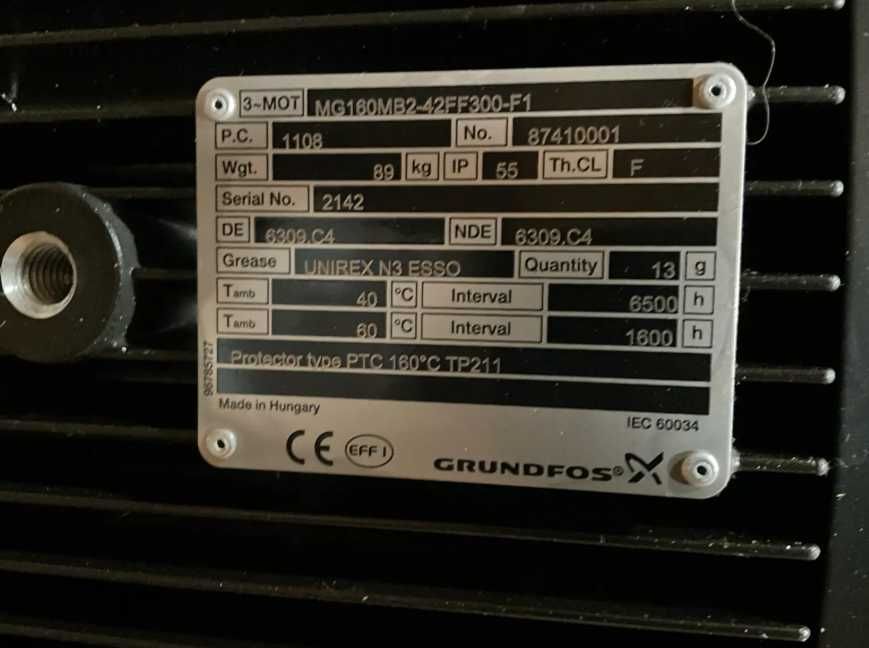 3~MOT MG160MB2-42FF300-F1
P.C. 1108 No. 87410001
Wgt. 89 kg IP 55 Th.CL F
Serial No. 2142
DE 6309.C4 NDE 6309.C4
Grease UNIREX N3 ESSO Quantity 13 g
Tamb 40 °C Interval 6500 h
Tamb 60 °C Interval 1600 h
Protector type PTC 160°C TP211
96785727
Made in Hungary
IEC 60034
CE EFF 1
GRUNDFOS®